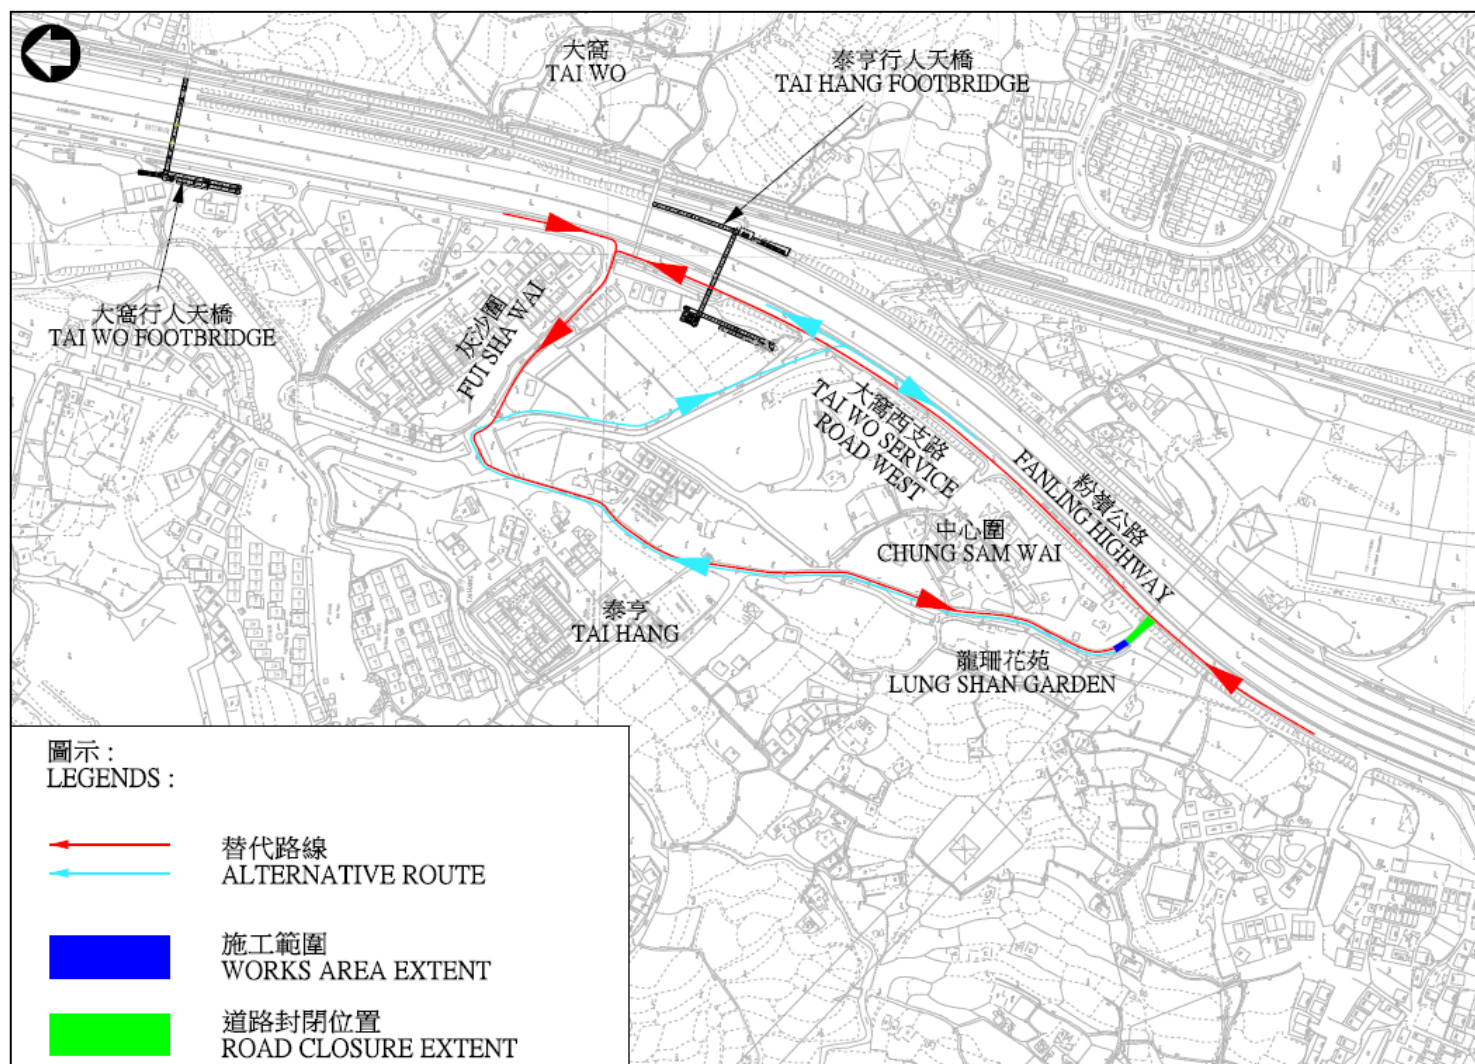 大窩
TAI WO
泰亨行人天橋
TAI HANG FOOTBRIDGE
大窩行人天橋
TAI WO FOOTBRIDGE
灰沙圍
FUI SHA WAI
大窩西支路
TAI WO SERVICE
ROAD WEST
粉嶺公路
FANLING HIGHWAY
中心圍
CHUNG SAM WAI
泰亨
TAI HANG
龍珊花苑
LUNG SHAN GARDEN
圖示 :
LEGENDS :
替代路線
ALTERNATIVE ROUTE
施工範圍
WORKS AREA EXTENT
道路封閉位置
ROAD CLOSURE EXTENT